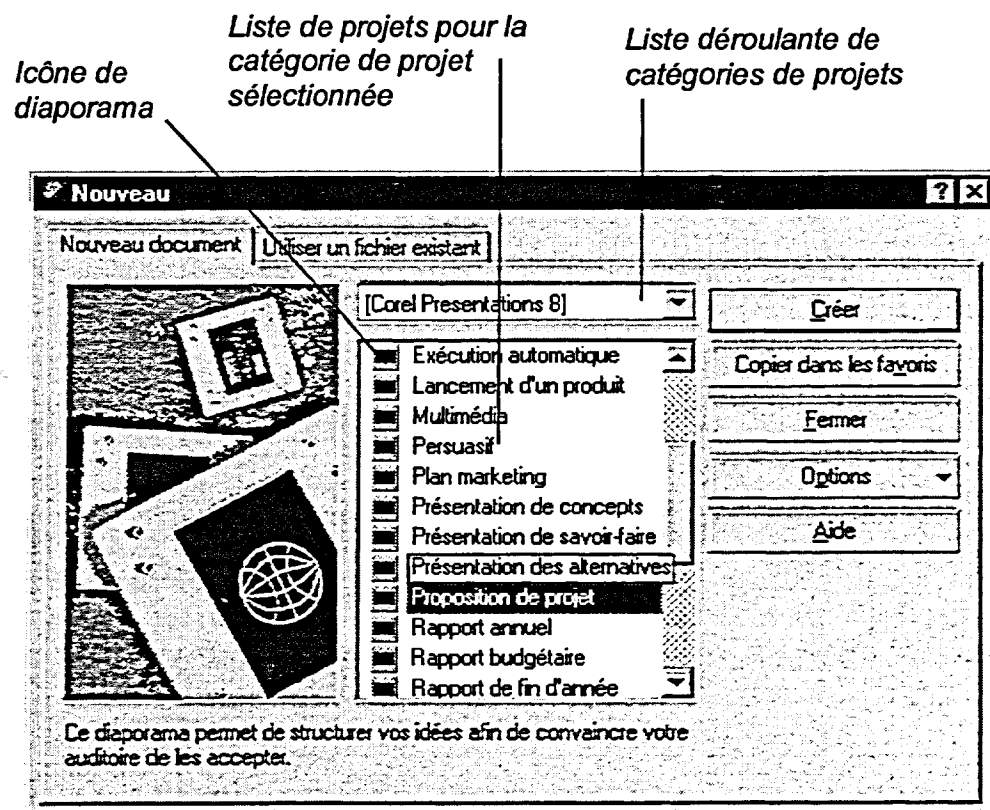 Liste de projets pour la
catégorie de projet
sélectionnée
Liste déroulante de
catégories de projets
Icône de
diaporama
Nouveau
Nouveau document
Utiliser un fichier existant
[Corel Presentations 8]
Exécution automatique
Lancement d'un produit
Multimédia
Persuasif
Plan marketing
Présentation de concepts
Présentation de savoir-faire
Présentation des alternatives
Proposition de projet
Rapport annuel
Rapport budgétaire
Rapport de fin d'année
Créer
Copier dans les favoris
Fermer
Options
Aide
Ce diaporama permet de structurer vos idées afin de convaincre votre
auditoire de les accepter.